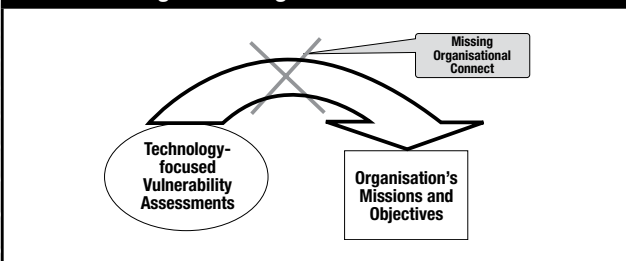 Missing
Organisational
Connect
Technology-
focused
Vulnerability
Assessments
Organisation's
Missions and
Objectives